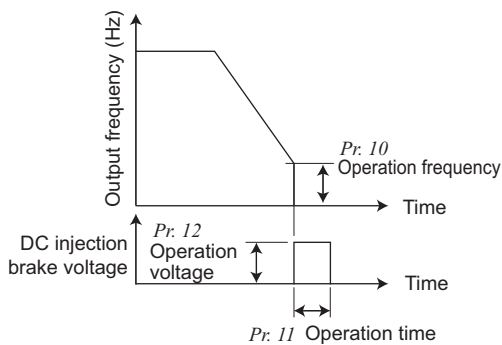 Output frequency (Hz)
Pr. 10
Operation frequency
Time
DC injection
brake voltage
Pr. 12
Operation
voltage
Time
Pr. 11 Operation time